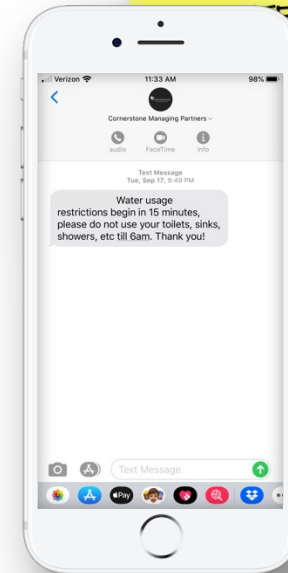 Verizon
11:33 AM
98%
Cornerstone Managing Partners
audio
FaceTime
info
Text Message
Tue, Sep 17, 9:49 PM
Water usage
restrictions begin in 15 minutes,
please do not use your toilets, sinks,
showers, etc till 6am. Thank you!
Text Message
Pay